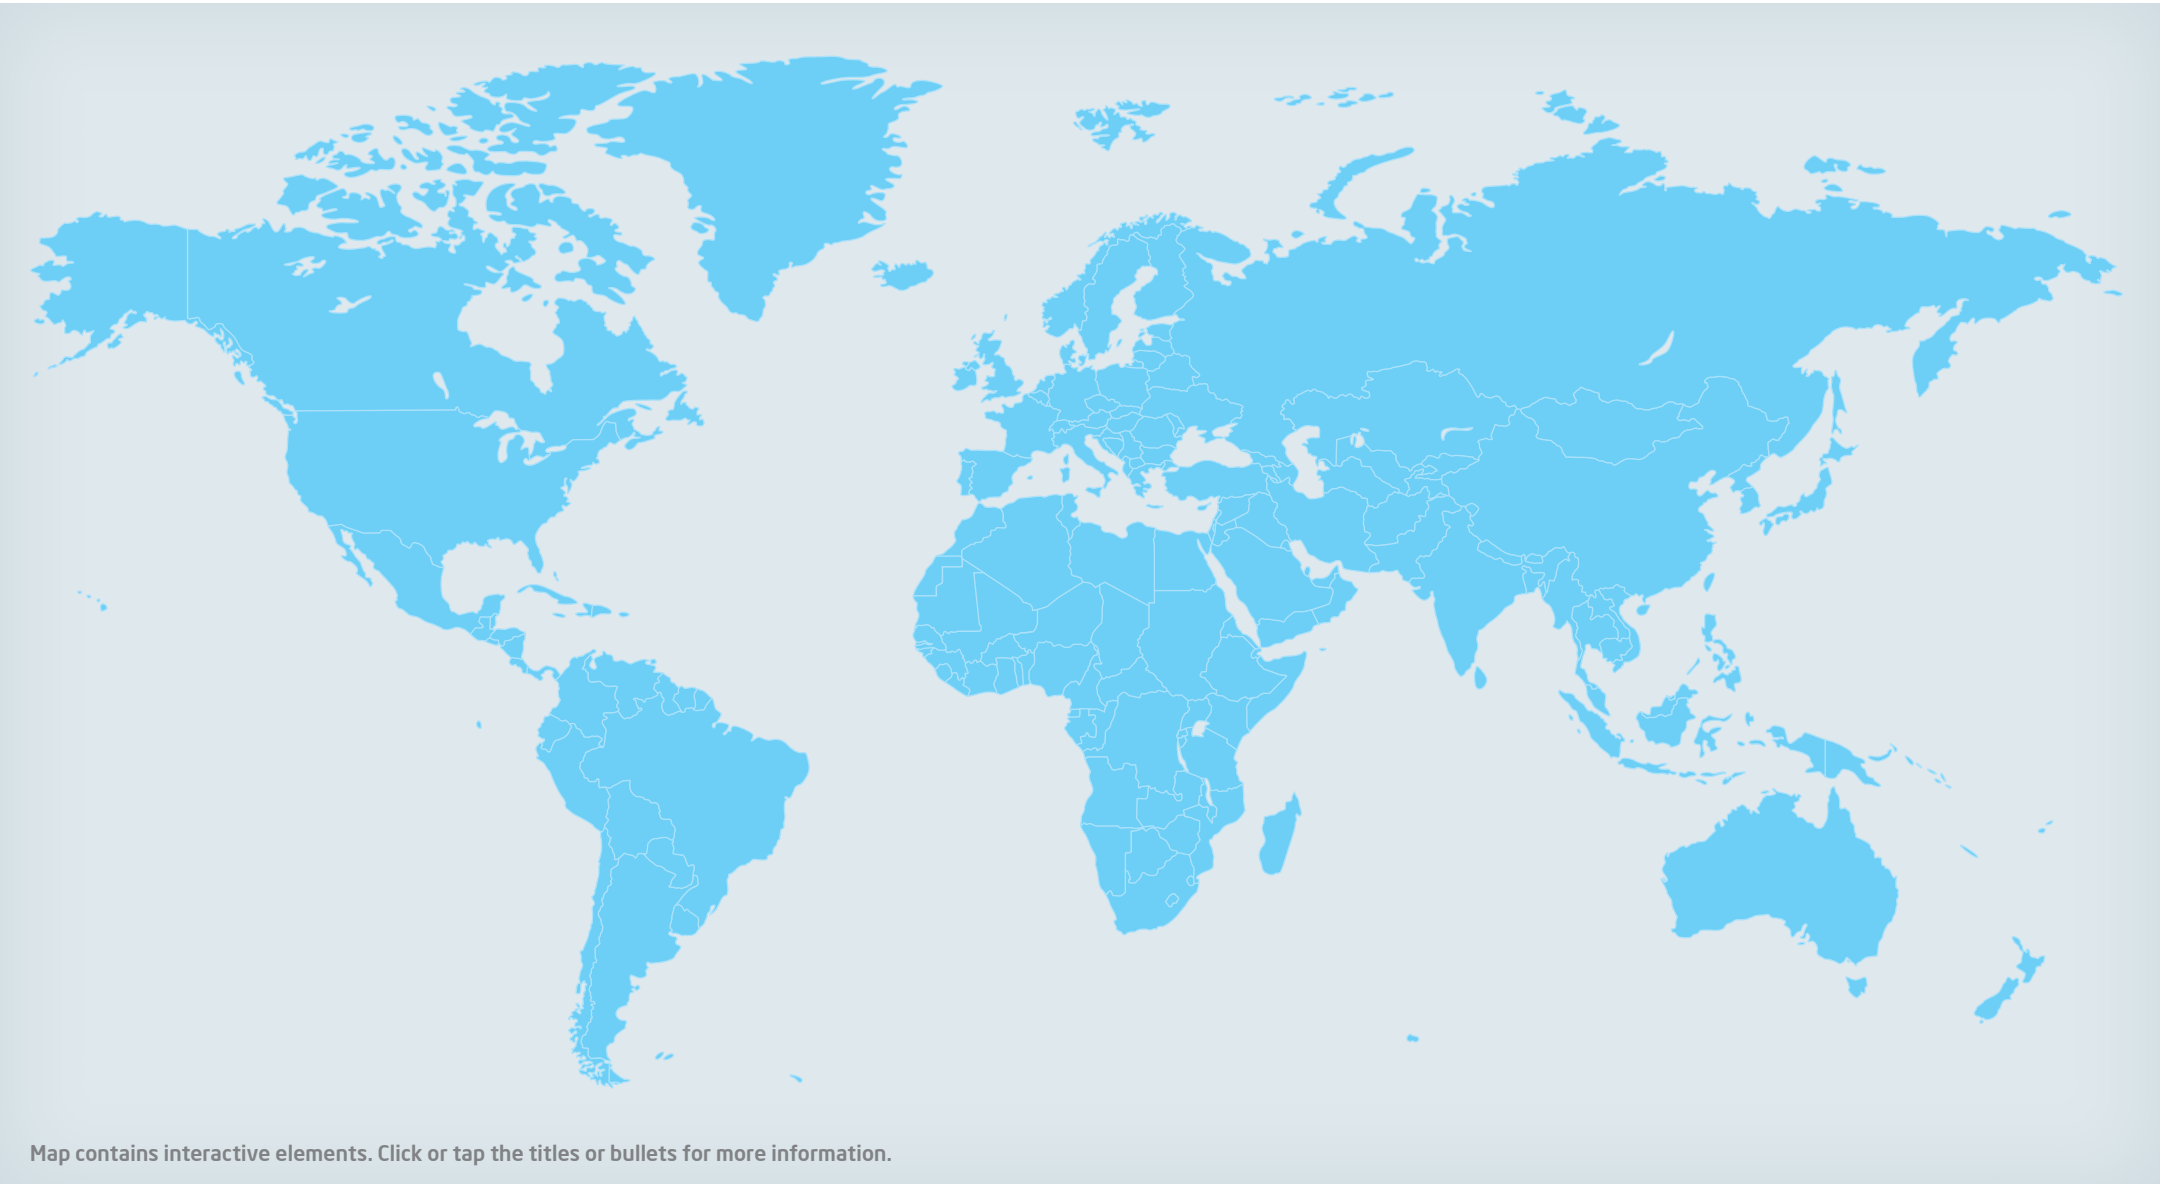 Map contains interactive elements. Click or tap the titles or bullets for more information.